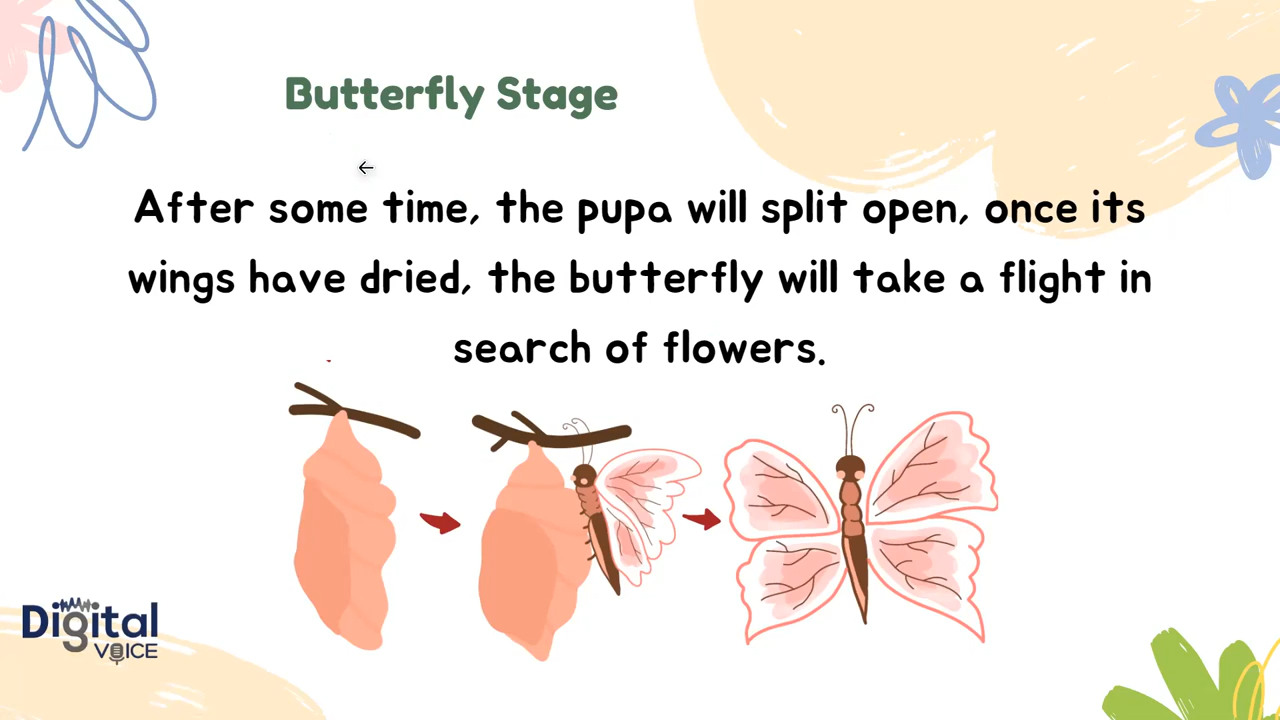 Butterfly Stage
After some time, the pupa will split open, once its
wings have dried, the butterfly will take a flight in
search of flowers.
Digital
VOICE